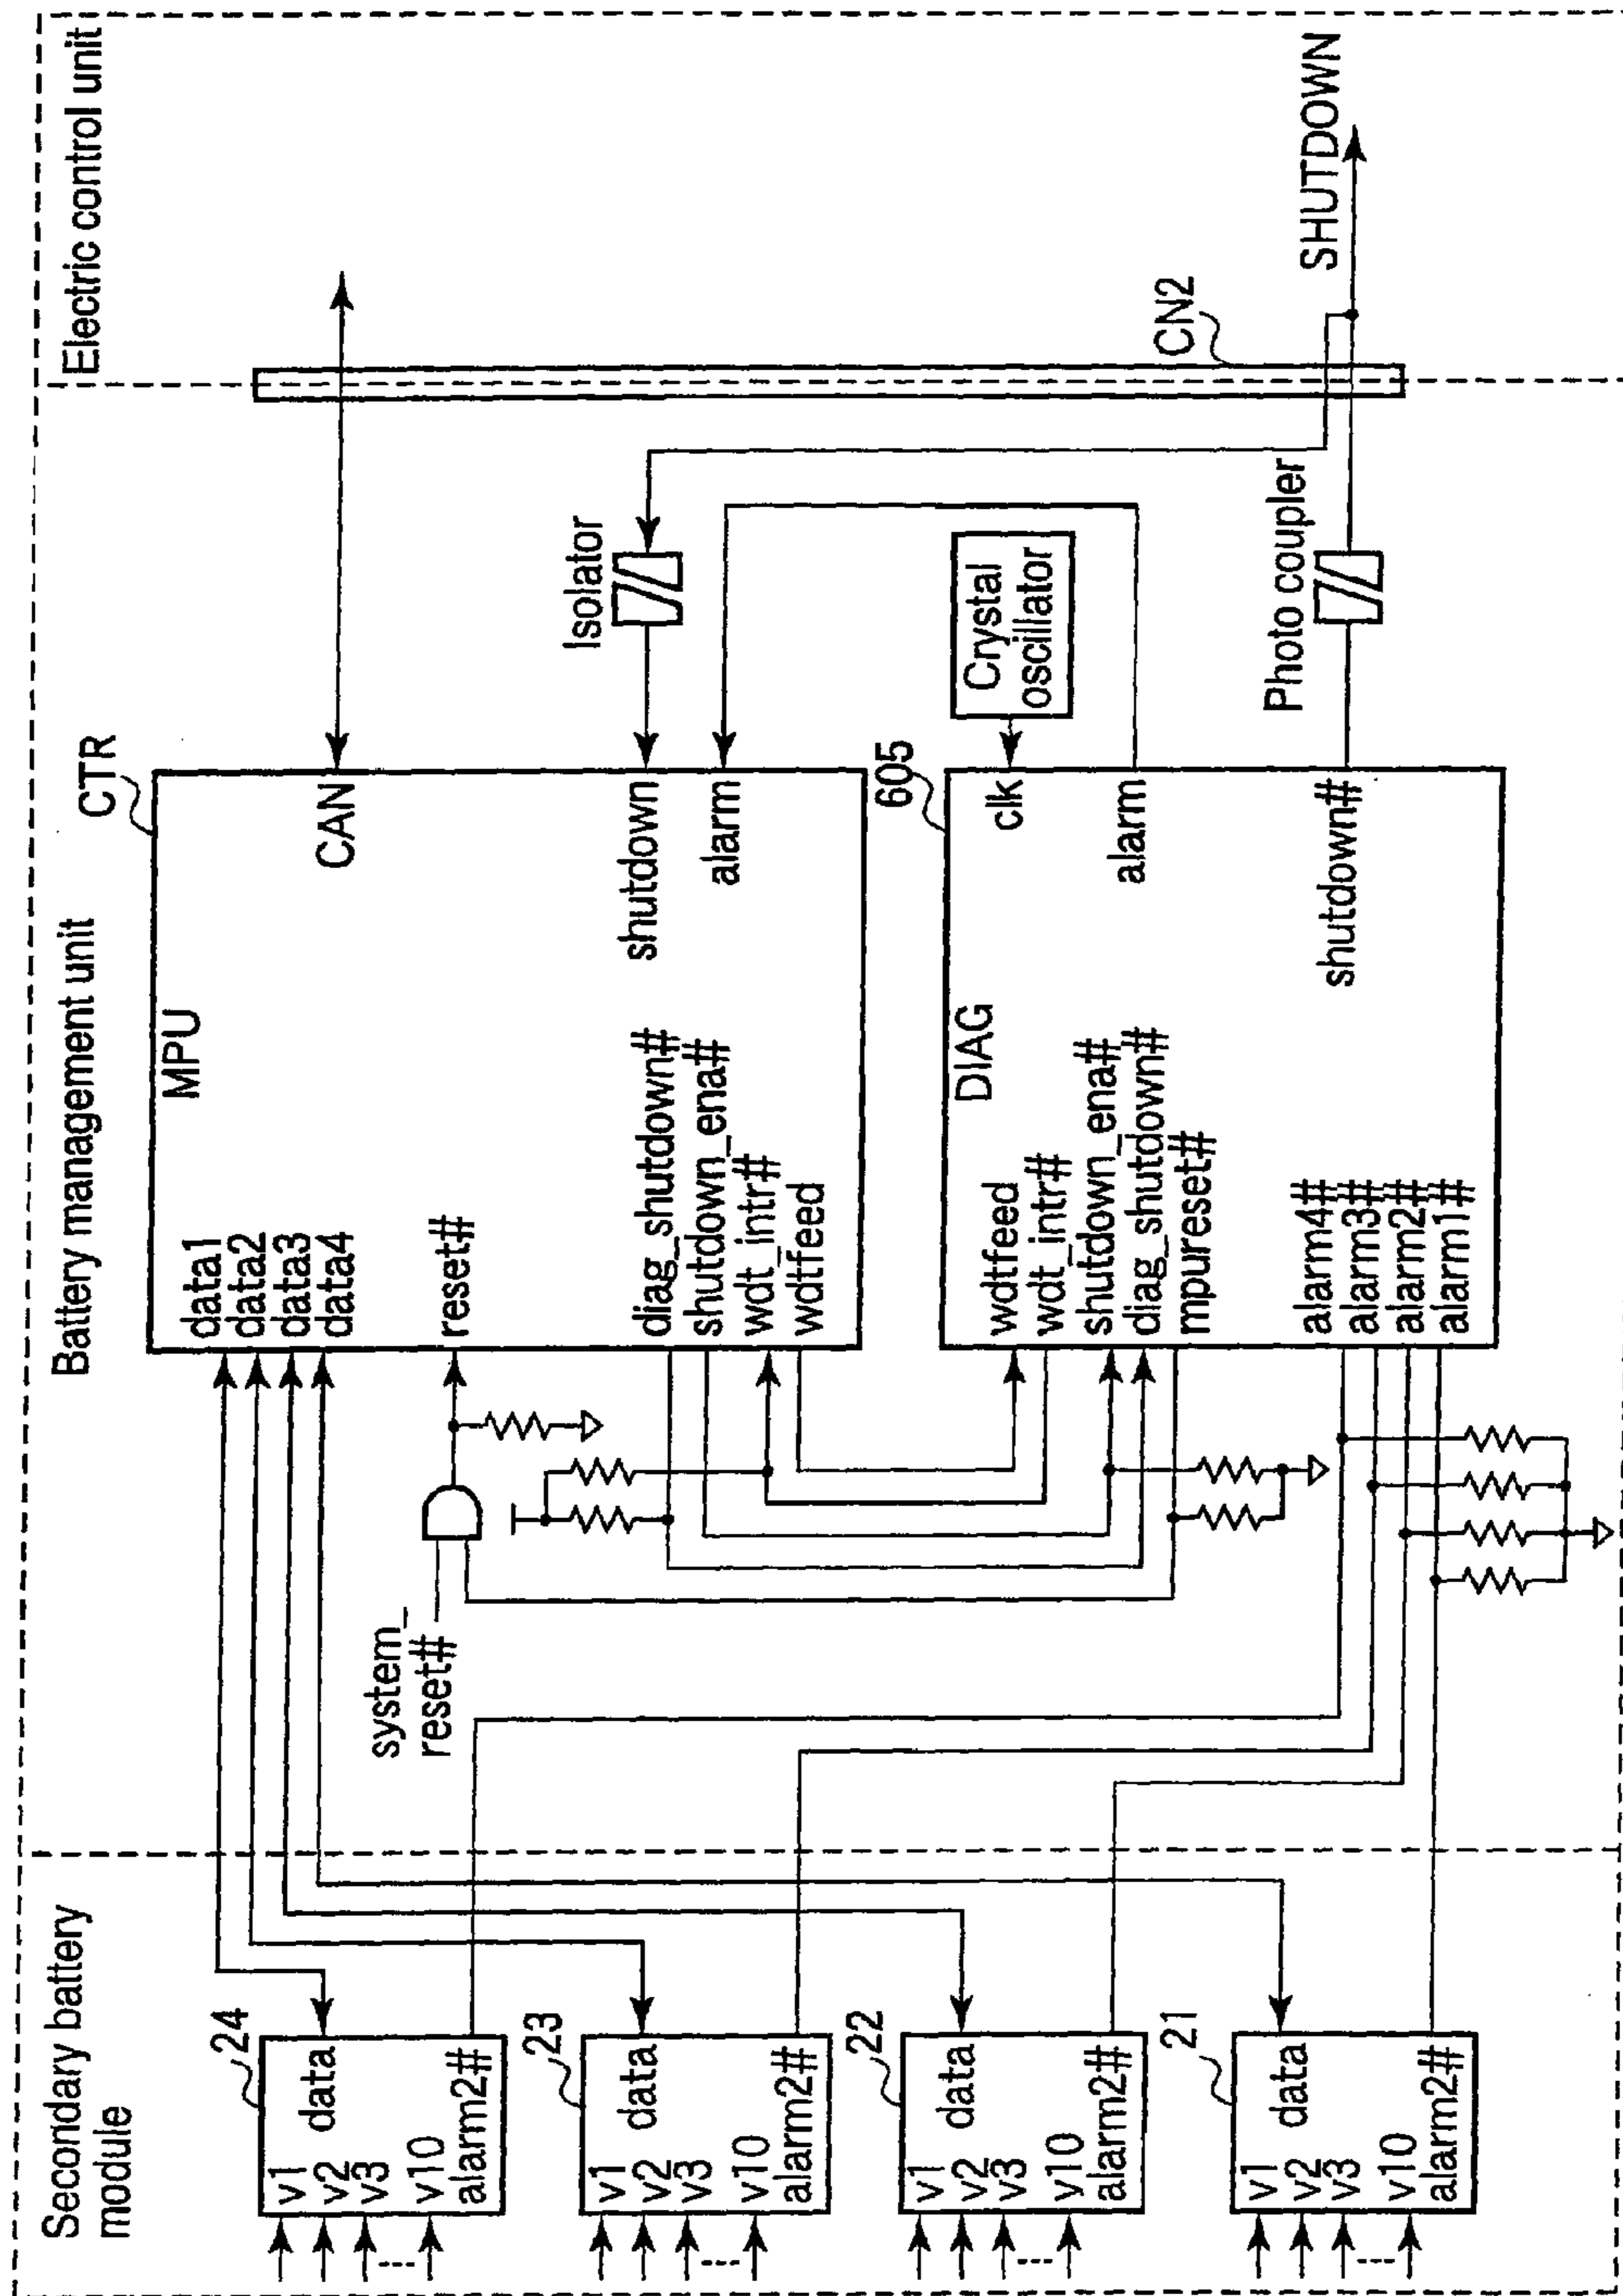 Secondary battery
module
Battery management unit
Electric control unit
24
v1
v2
v3
v10
data
alarm2#
23
v1
v2
v3
v10
data
alarm2#
22
v1
v2
v3
v10
data
alarm2#
21
v1
v2
v3
v10
data
alarm2#
system_
reset#
CTR
MPU
data1
data2
data3
data4
reset#
diag_shutdown#
shutdown_ena#
wdt_intr#
wdtfeed
CAN
shutdown
alarm
Isolator
605
DIAG
wdtfeed
wdt_intr#
shutdown_ena#
diag_shutdown#
mpureset#
alarm4#
alarm3#
alarm2#
alarm1#
clk
alarm
shutdown#
Crystal
oscillator
Photo coupler
CN2
SHUTDOWN